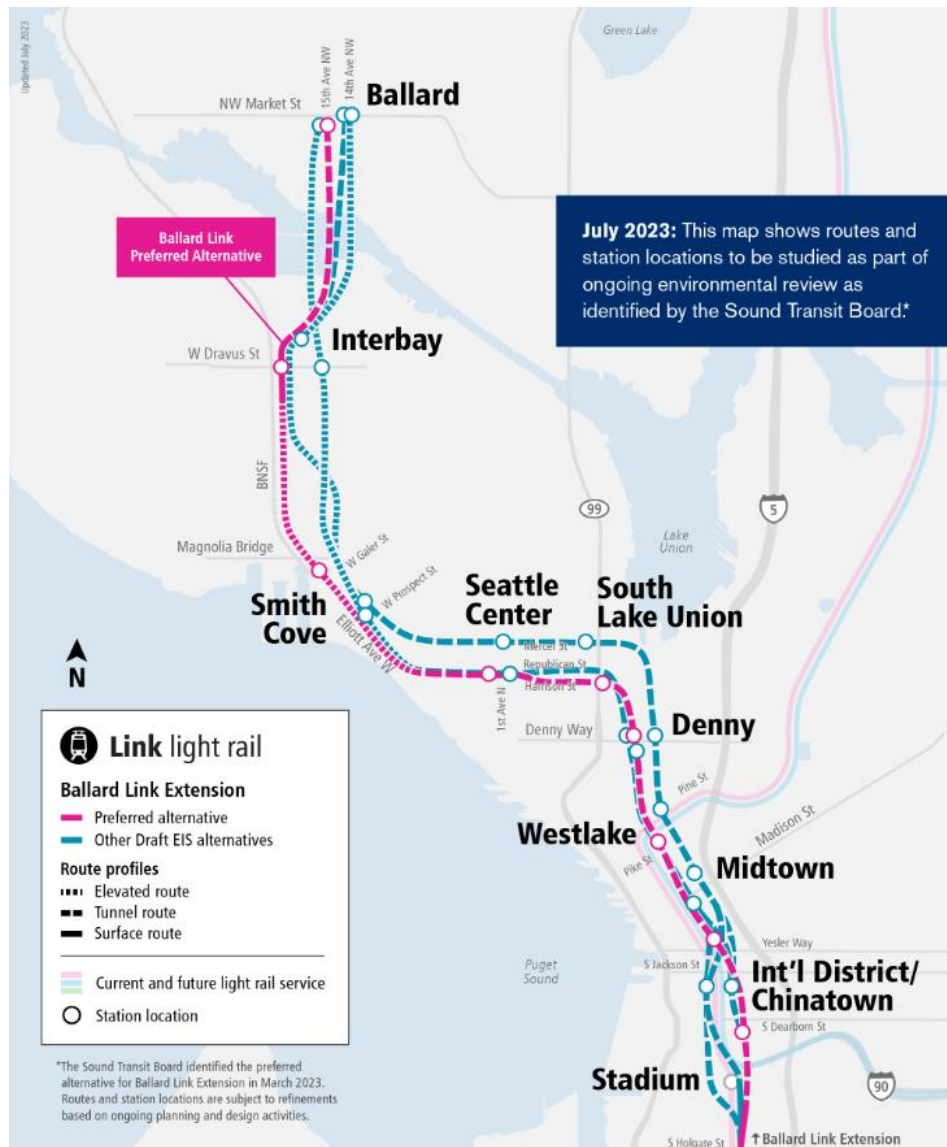 Updated July 2023
Green Lake
15th Ave NW
14th Ave NW
NW Market St
Ballard
July 2023: This map shows routes and
station locations to be studied as part of
ongoing environmental review as
identified by the Sound Transit Board.*
Ballard Link
Preferred Alternative
Interbay
W Dravus St
BNSF
99
5
Lake
Union
Magnolia Bridge
W Galer St
W Prospect St
Smith
Cove
Elliott Ave W
Seattle
Center
South
Lake Union
Mercer St
Republican St
Harrison St
1st Ave N
N
Denny Way
Denny
Pine St
Madison St
Westlake
Pike St
Midtown
Yesler Way
Puget
Sound
S Jackson St
Int'l District/
Chinatown
S Dearborn St
Stadium
90
S Holgate St
↑Ballard Link Extension
Link light rail
Ballard Link Extension
Preferred alternative
Other Draft EIS alternatives
Route profiles
Elevated route
Tunnel route
Surface route
Current and future light rail service
Station location
*The Sound Transit Board identified the preferred
alternative for Ballard Link Extension in March 2023.
Routes and station locations are subject to refinements
based on ongoing planning and design activities.